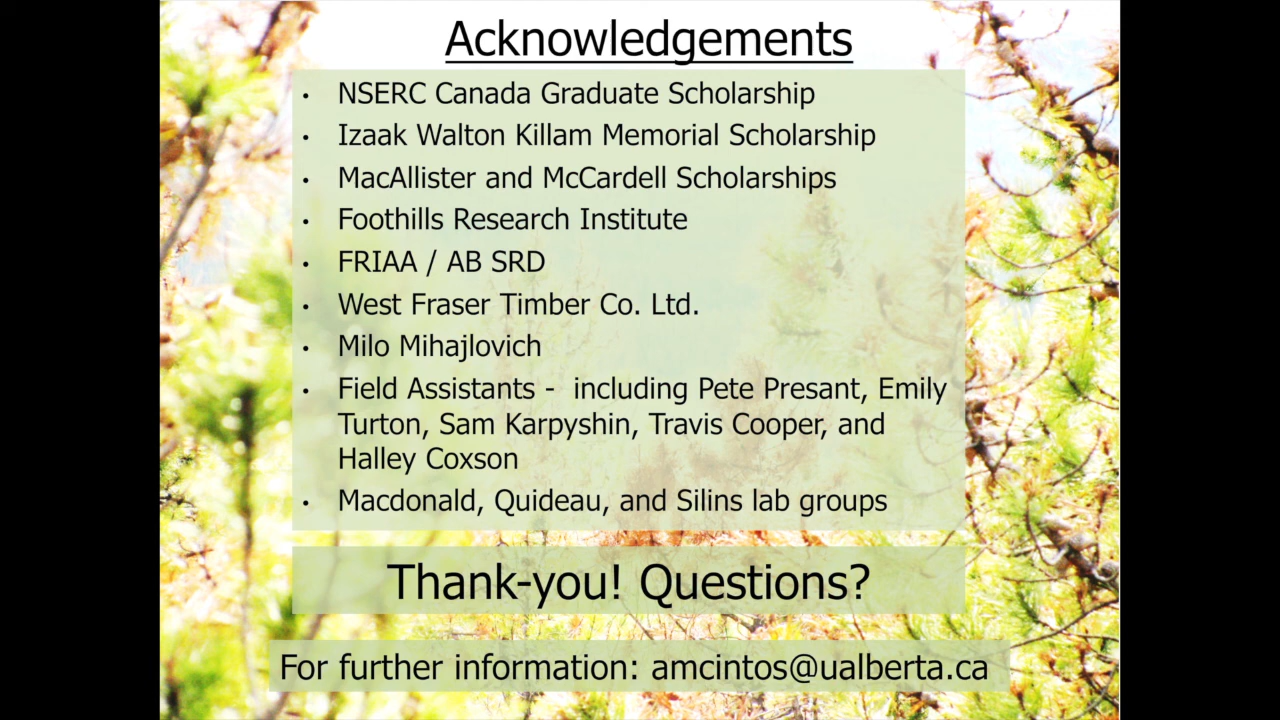 Acknowledgements
• NSERC Canada Graduate Scholarship
• Izaak Walton Killam Memorial Scholarship
• MacAllister and McCardell Scholarships
• Foothills Research Institute
• FRIAA / AB SRD
• West Fraser Timber Co. Ltd.
• Milo Mihajlovich
• Field Assistants - including Pete Presant, Emily
Turton, Sam Karpyshin, Travis Cooper, and
Halley Coxson
• Macdonald, Quideau, and Silins lab groups
Thank-you! Questions?
For further information: amcintos@ualberta.ca